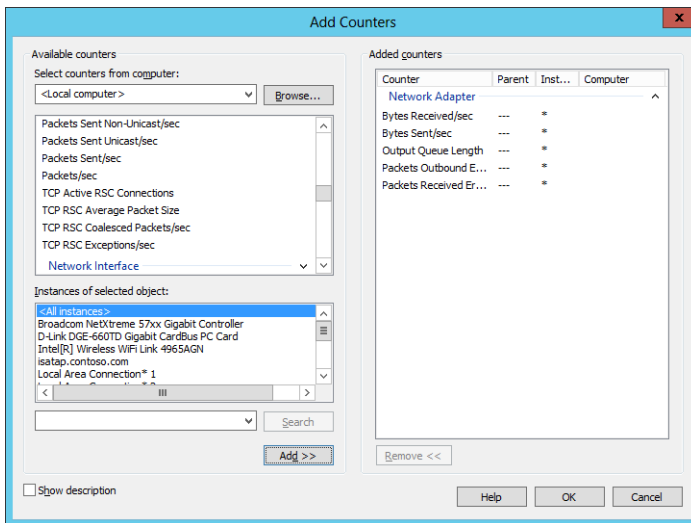 Add Counters
x
Available counters
Select counters from computer:
<Local computer>
Browse...
Packets Sent Non-Unicast/sec
Packets Sent Unicast/sec
Packets Sent/sec
Packets/sec
TCP Active RSC Connections
TCP RSC Average Packet Size
TCP RSC Coalesced Packets/sec
TCP RSC Exceptions/sec
Network Interface
Instances of selected object:
<All instances>
Broadcom NetXtreme 57xx Gigabit Controller
D-Link DGE-660TD Gigabit CardBus PC Card
Intel[R] Wireless WiFi Link 4965AGN
isatap.contoso.com
Local Area Connection* 1
Search
Add >>
Show description
Added counters
Counter Parent Inst... Computer
Network Adapter
Bytes Received/sec --- *
Bytes Sent/sec --- *
Output Queue Length --- *
Packets Outbound E... --- *
Packets Received Er... --- *
Remove <<
Help OK Cancel